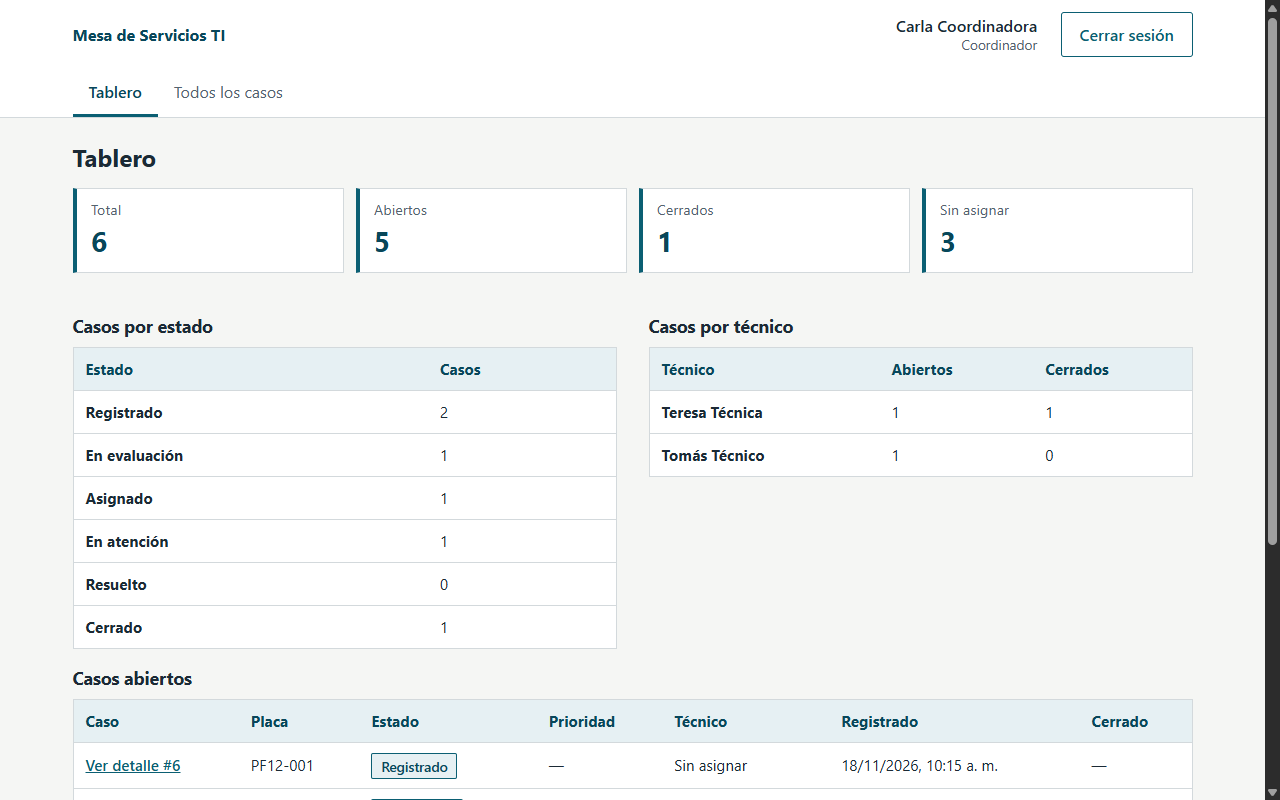 Mesa de Servicios TI
Carla Coordinadora
Coordinador
Cerrar sesión
Tablero
Todos los casos
Tablero
Total
6
Abiertos
5
Cerrados
1
Sin asignar
3
Casos por estado
Estado Casos
Registrado 2
En evaluación 1
Asignado 1
En atención 1
Resuelto 0
Cerrado 1
Casos por técnico
Técnico Abiertos Cerrados
Teresa Técnica 1 1
Tomás Técnico 1 0
Casos abiertos
Caso Placa Estado Prioridad Técnico Registrado Cerrado
Ver detalle #6 PF12-001 Registrado — Sin asignar 18/11/2026, 10:15 a. m. —